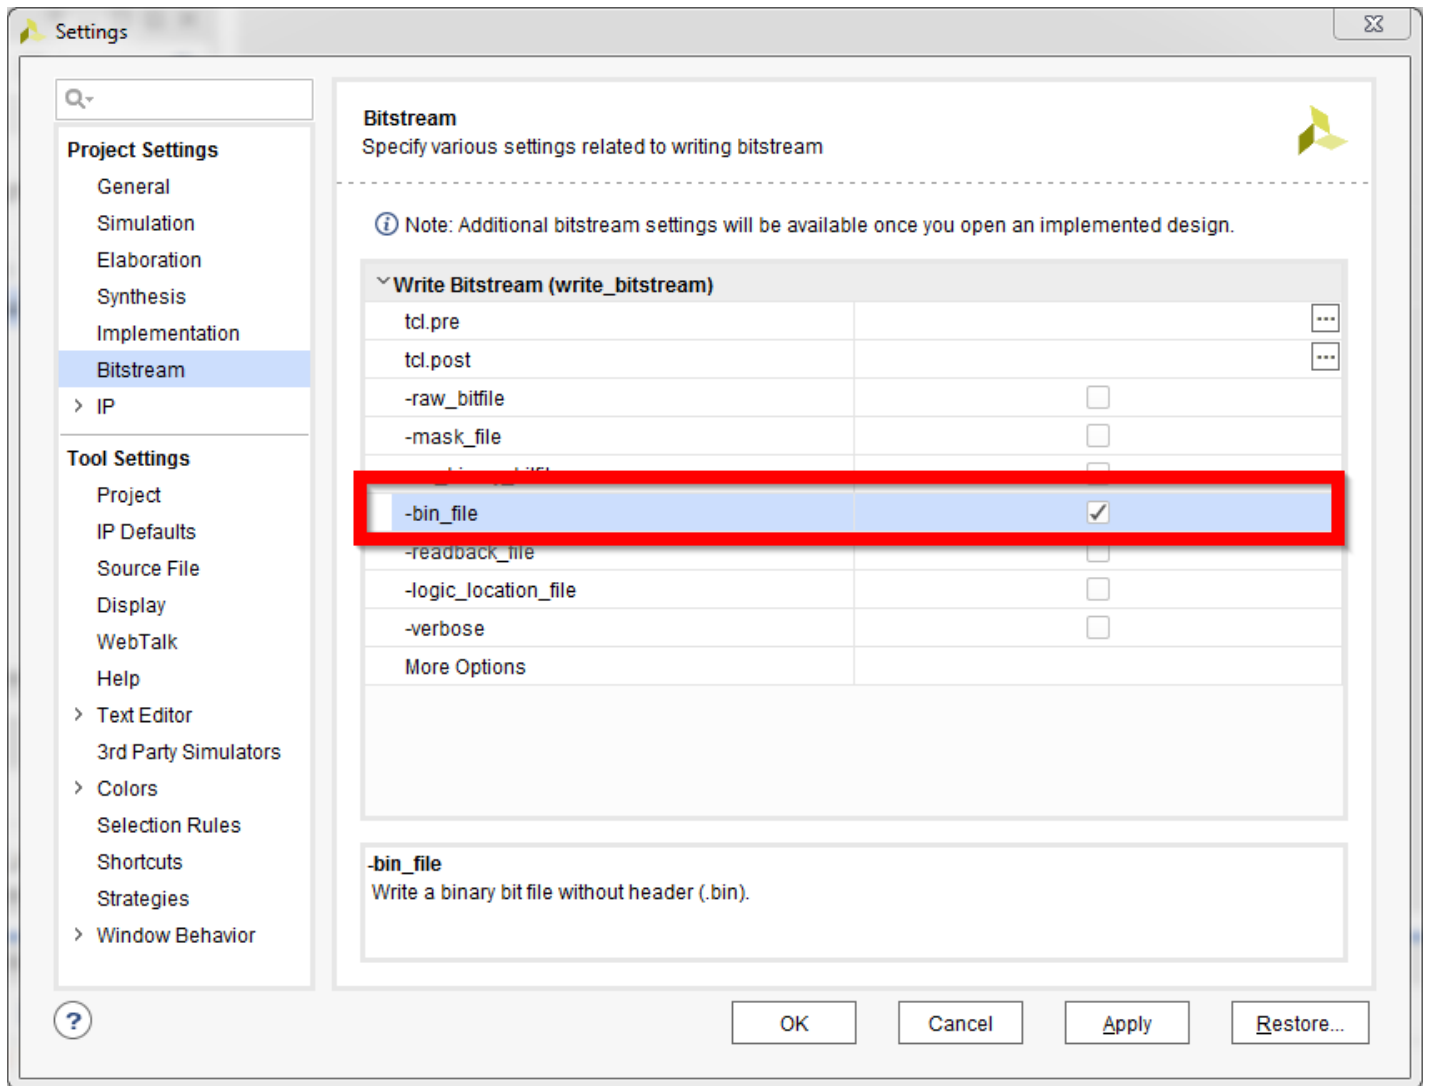 Settings
Project Settings
General
Simulation
Elaboration
Synthesis
Implementation
Bitstream
IP
Tool Settings
Project
IP Defaults
Source File
Display
WebTalk
Help
Text Editor
3rd Party Simulators
Colors
Selection Rules
Shortcuts
Strategies
Window Behavior
Bitstream
Specify various settings related to writing bitstream
Note: Additional bitstream settings will be available once you open an implemented design.
Write Bitstream (write_bitstream)
tcl.pre
...
tcl.post
...
-raw_bitfile
-mask_file
-bin_file
-readback_file
-logic_location_file
-verbose
More Options
-bin_file
Write a binary bit file without header (.bin).
?
OK
Cancel
Apply
Restore...